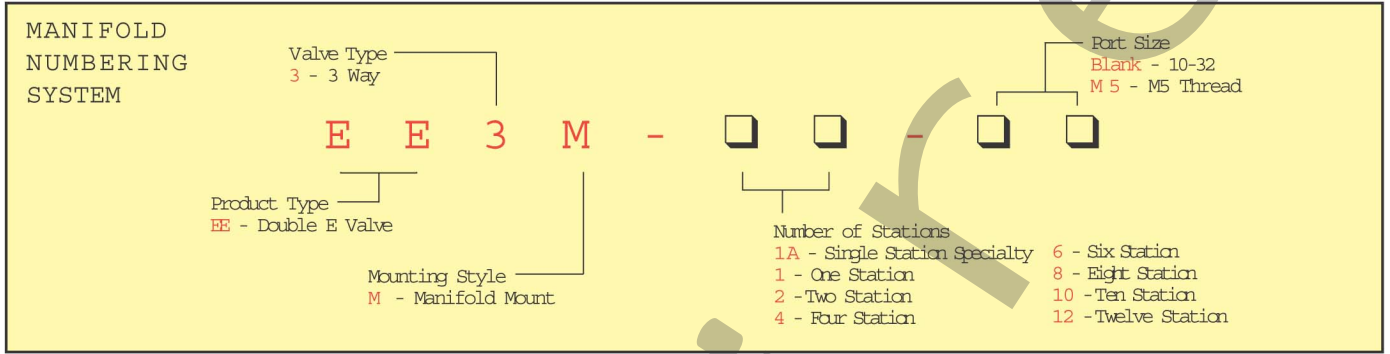 MANIFOLD
NUMBERING
SYSTEM
Valve Type
3 - 3 Way
Port Size
Blank - 10-32
M5 - M5 Thread
E E 3 M - ❑ ❑ - ❑ ❑
Product Type
EE - Double E Valve
Mounting Style
M - Manifold Mount
Number of Stations
1A - Single Station Specialty
1 - One Station
2 -Two Station
4 - Four Station
6 - Six Station
8 - Eight Station
10 -Ten Station
12 -Twelve Station